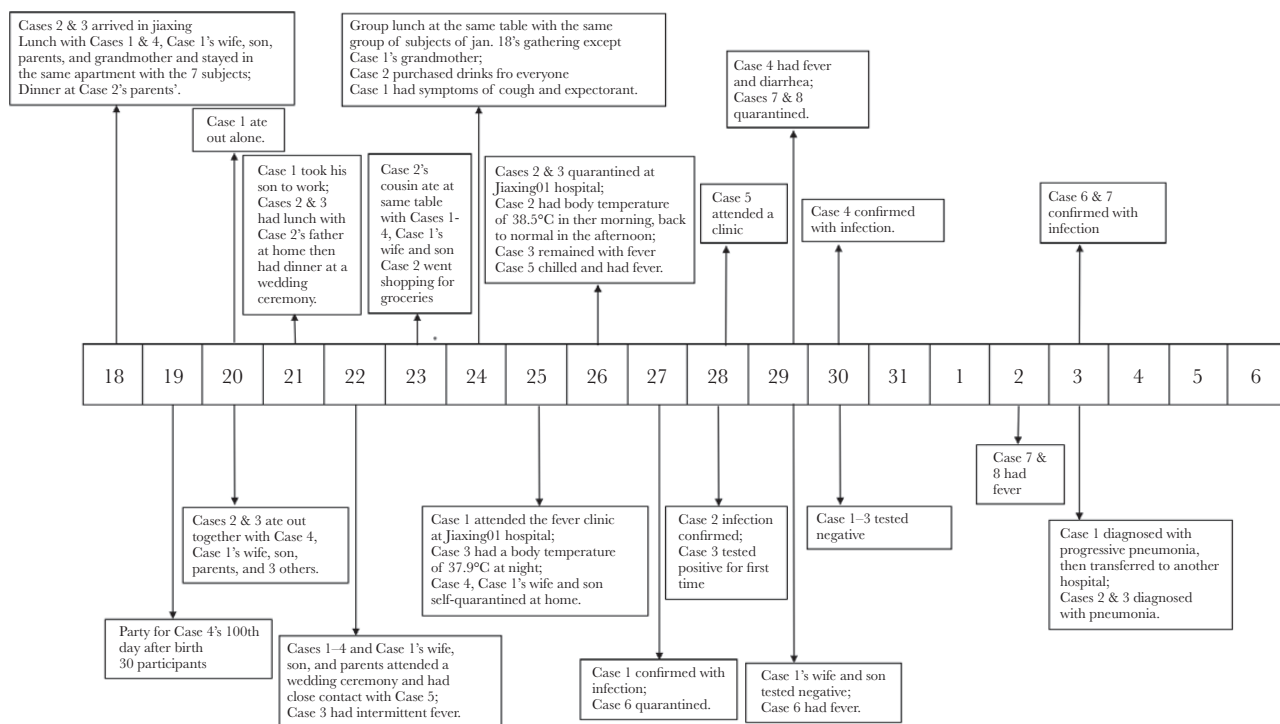 Cases 2 & 3 arrived in jiaxing
Lunch with Cases 1 & 4, Case 1's wife, son,
parents, and grandmother and stayed in
the same apartment with the 7 subjects;
Dinner at Case 2's parents'.
Case 1 ate
out alone.
Case 1 took his
son to work;
Cases 2 & 3
had lunch with
Case 2's father
at home then
had dinner at a
wedding
ceremony.
Case 2's
cousin ate at
same table
with Cases 1-
4, Case 1's
wife and son
Case 2 went
shopping for
groceries
Group lunch at the same table with the same
group of subjects of jan. 18's gathering except
Case 1's grandmother;
Case 2 purchased drinks fro everyone
Case 1 had symptoms of cough and expectorant.
Cases 2 & 3 quarantined at
Jiaxing01 hospital;
Case 2 had body temperature
of 38.5°C in ther morning, back
to normal in the afternoon;
Case 3 remained with fever
Case 5 chilled and had fever.
Case 5
attended a
clinic
Case 4 had fever
and diarrhea;
Cases 7 & 8
quarantined.
Case 4 confirmed
with infection.
Case 6 & 7
confirmed with
infection
18 19 20 21 22 23 24 25 26 27 28 29 30 31 1 2 3 4 5 6
Party for Case 4's 100th
day after birth
30 participants
Cases 2 & 3 ate out
together with Case 4,
Case 1's wife, son,
parents, and 3 others.
Cases 1–4 and Case 1's wife,
son, and parents attended a
wedding ceremony and had
close contact with Case 5;
Case 3 had intermittent fever.
Case 1 attended the fever clinic
at Jiaxing01 hospital;
Case 3 had a body temperature
of 37.9°C at night;
Case 4, Case 1's wife and son
self-quarantined at home.
Case 1 confirmed with
infection;
Case 6 quarantined.
Case 2 infection
confirmed;
Case 3 tested
positive for first
time
Case 1's wife and son
tested negative;
Case 6 had fever.
Case 1–3 tested
negative
Case 7 &
8 had
fever
Case 1 diagnosed with
progressive pneumonia,
then transferred to another
hospital;
Cases 2 & 3 diagnosed
with pneumonia.